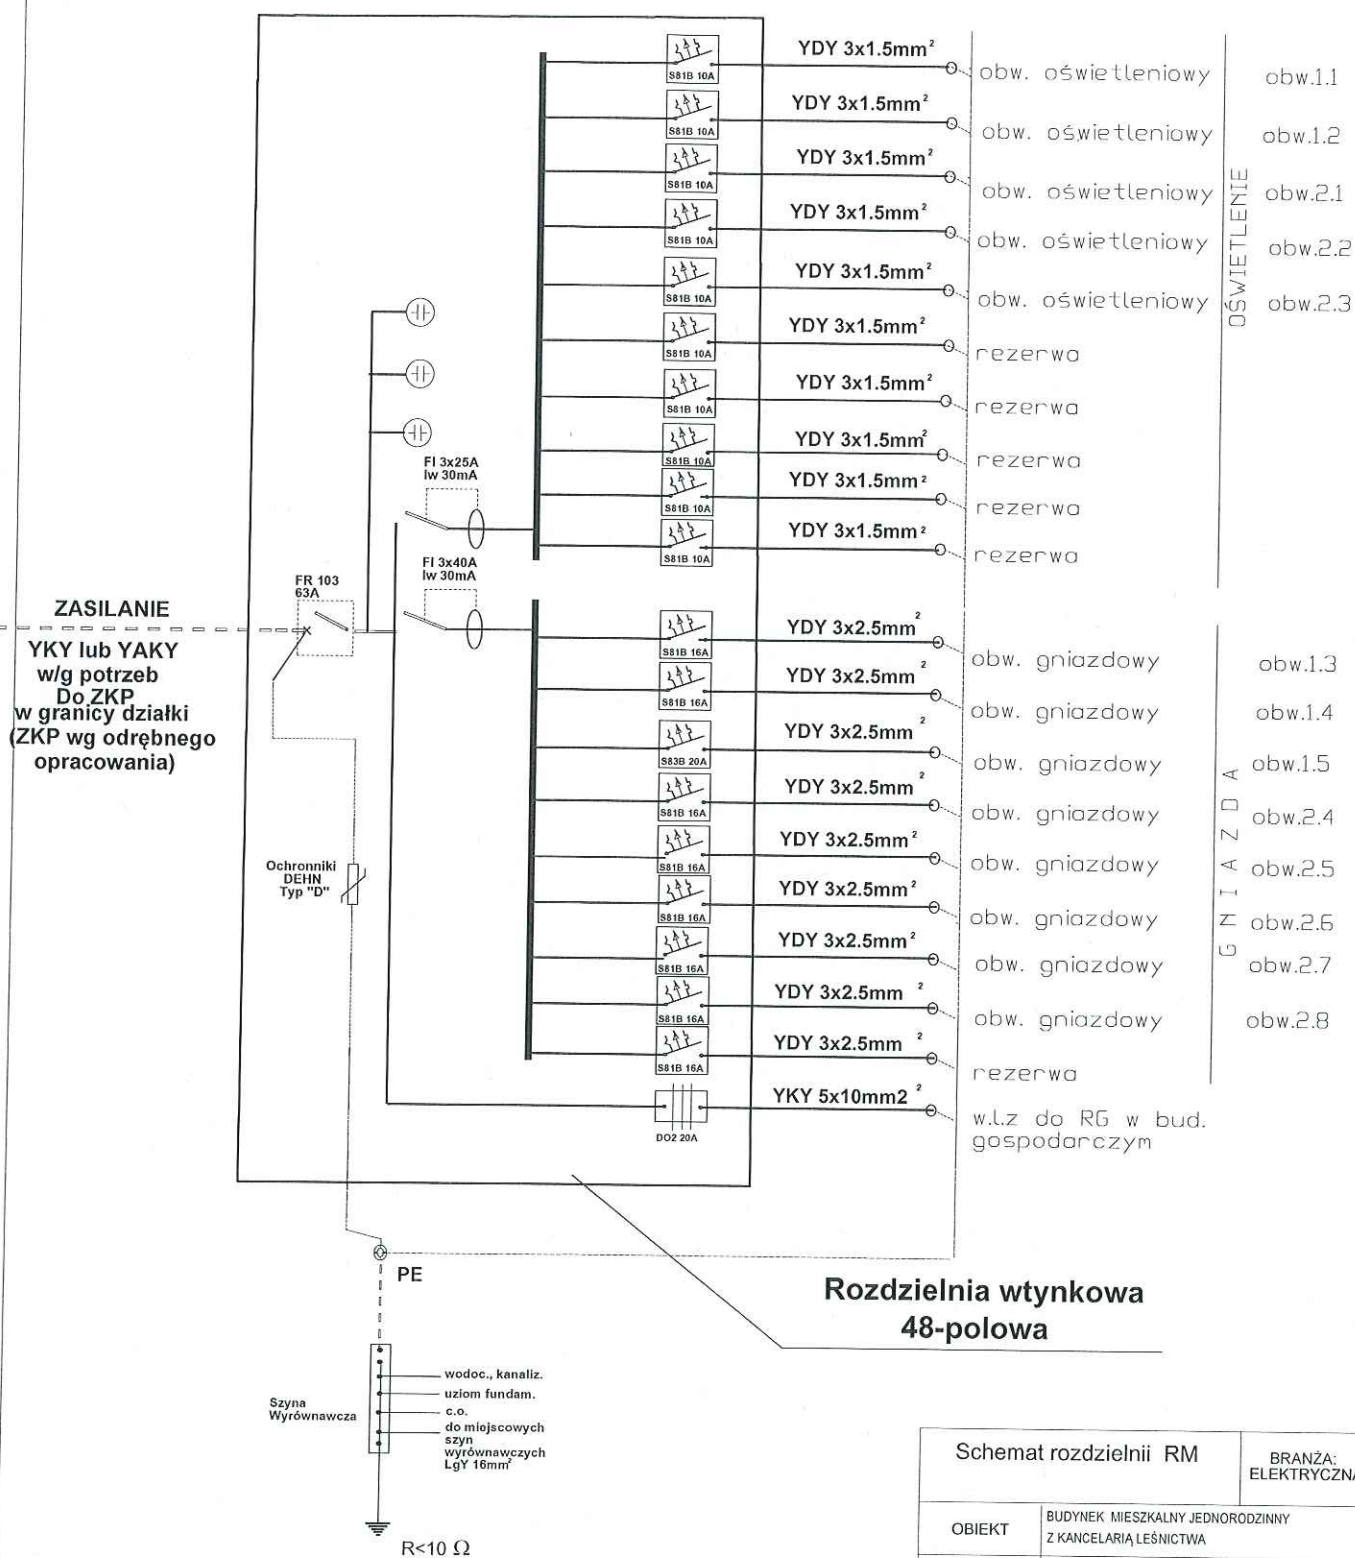 YDY 3x1.5mm²
S81B 10A
obw. oświetleniowy
obw.1.1
YDY 3x1.5mm²
S81B 10A
obw. oświetleniowy
obw.1.2
YDY 3x1.5mm²
S81B 10A
obw. oświetleniowy
obw.2.1
YDY 3x1.5mm²
S81B 10A
obw. oświetleniowy
obw.2.2
YDY 3x1.5mm²
S81B 10A
obw. oświetleniowy
obw.2.3
OŚWIETLENIE
YDY 3x1.5mm²
S81B 10A
rezerwa
YDY 3x1.5mm²
S81B 10A
rezerwa
YDY 3x1.5mm²
S81B 10A
rezerwa
YDY 3x1.5mm²
S81B 10A
rezerwa
YDY 3x1.5mm²
S81B 10A
rezerwa
FI 3x25A
Iw 30mA
FI 3x40A
Iw 30mA
FR 103
63A
ZASILANIE
YKY lub YAKY
w/g potrzeb
Do ZKP
w granicy działki
(ZKP wg odrębnego
opracowania)
YDY 3x2.5mm²
S81B 16A
obw. gniazdowy
obw.1.3
YDY 3x2.5mm²
S81B 16A
obw. gniazdowy
obw.1.4
YDY 3x2.5mm²
S83B 20A
obw. gniazdowy
obw.1.5
YDY 3x2.5mm²
S81B 16A
obw. gniazdowy
obw.2.4
YDY 3x2.5mm²
S81B 16A
obw. gniazdowy
obw.2.5
YDY 3x2.5mm²
S81B 16A
obw. gniazdowy
obw.2.6
YDY 3x2.5mm²
S81B 16A
obw. gniazdowy
obw.2.7
YDY 3x2.5mm²
S81B 16A
obw. gniazdowy
obw.2.8
GNIAZDA
YDY 3x2.5mm²
S81B 16A
rezerwa
YKY 5x10mm2²
DO2 20A
w.l.z do RG w bud.
gospodarczym
Ochronniki
DEHN
Typ "D"
PE
Rozdzielnia wtynkowa
48-polowa
Szyna
Wyrównawcza
wodoc., kanaliz.
uziom fundam.
c.o.
do miejscowych
szyn
wyrównawczych
LgY 16mm²
R<10 Ω
Schemat rozdzielnii RM
BRANŻA:
ELEKTRYCZNA
OBIEKT
BUDYNEK MIESZKALNY JEDNORODZINNY
Z KANCELARIĄ LEŚNICTWA